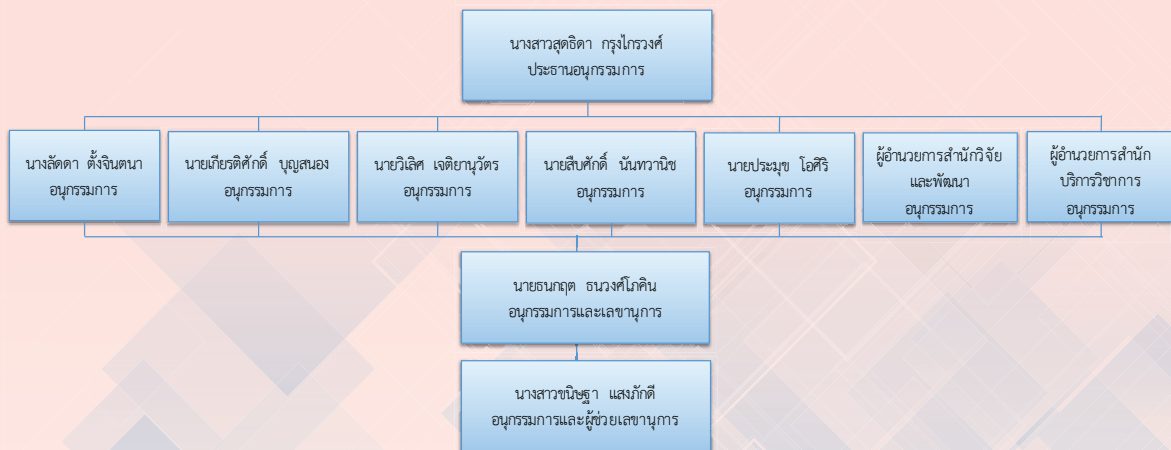 นางสาวสุดธิดา กรุงไกรวงศ์
ประธานอนุกรรมการ
นางลัดดา ตั้งจินตนา
อนุกรรมการ
นายเกียรติศักดิ์ บุญสนอง
อนุกรรมการ
นายวิเลิศ เจติยานุวัตร
อนุกรรมการ
นายสืบศักดิ์ นันทวานิช
อนุกรรมการ
นายประมุข โอศิริ
อนุกรรมการ
ผู้อำนวยการสำนักวิจัย
และพัฒนา
อนุกรรมการ
ผู้อำนวยการสำนัก
บริการวิชาการ
อนุกรรมการ
นายธนกฤต ธนวงศ์โภคิน
อนุกรรมการและเลขานุการ
นางสาวขนิษฐา แสงภักดี
อนุกรรมการและผู้ช่วยเลขานุการ